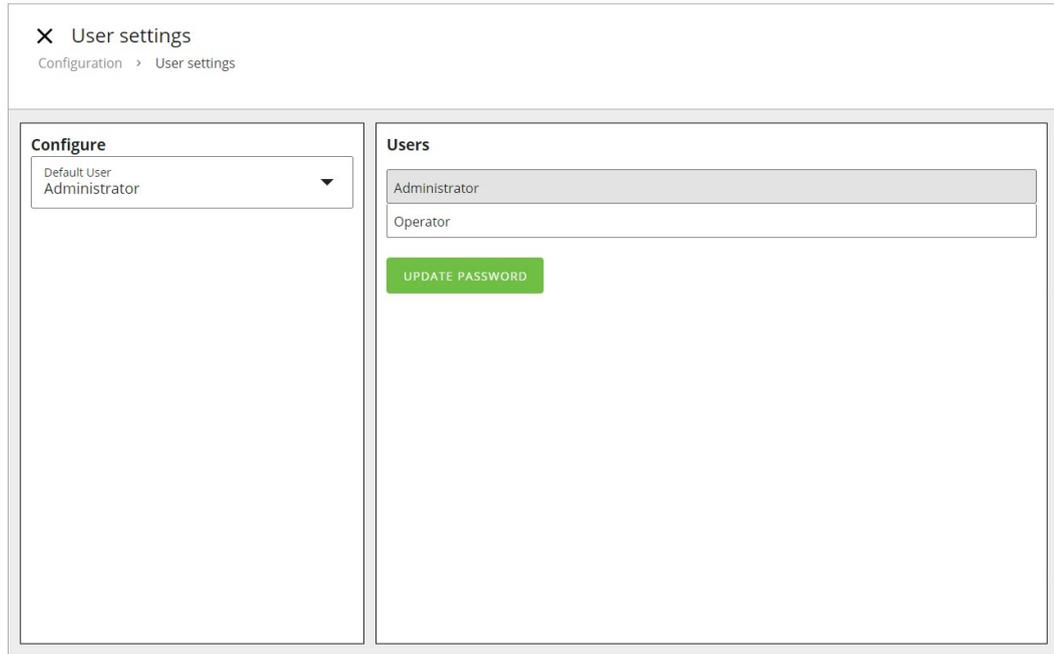 User settings
Configuration › User settings
Configure
Default User
Administrator
Users
Administrator
Operator
UPDATE PASSWORD